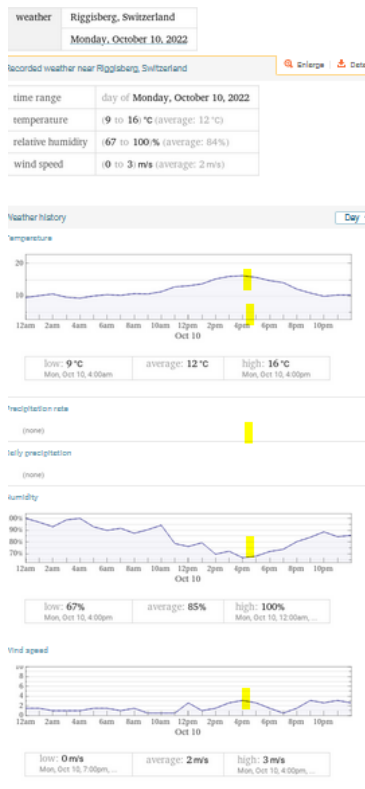 weather Riggisberg, Switzerland
Monday, October 10, 2022
Recorded weather near Riggisberg, Switzerland Enlarge Data
time range day of Monday, October 10, 2022
temperature (9 to 16) °C (average: 12 °C)
relative humidity (67 to 100)% (average: 84%)
wind speed (0 to 3) m/s (average: 2 m/s)
Weather history Day
Temperature
20
10
12am 2am 4am 6am 8am 10am 12pm 2pm 4pm 6pm 8pm 10pm
Oct 10
low: 9 °C average: 12 °C high: 16 °C
Mon, Oct 10, 4:00am Mon, Oct 10, 4:00pm
Precipitation rate
(none)
Daily precipitation
(none)
Humidity
90%
80%
70%
12am 2am 4am 6am 8am 10am 12pm 2pm 4pm 6pm 8pm 10pm
Oct 10
low: 67% average: 85% high: 100%
Mon, Oct 10, 4:00pm Mon, Oct 10, 12:00am, ...
Wind speed
10
8
6
4
2
0
12am 2am 4am 6am 8am 10am 12pm 2pm 4pm 6pm 8pm 10pm
Oct 10
low: 0 m/s average: 2 m/s high: 3 m/s
Mon, Oct 10, 7:00pm, ... Mon, Oct 10, 4:00pm, ...